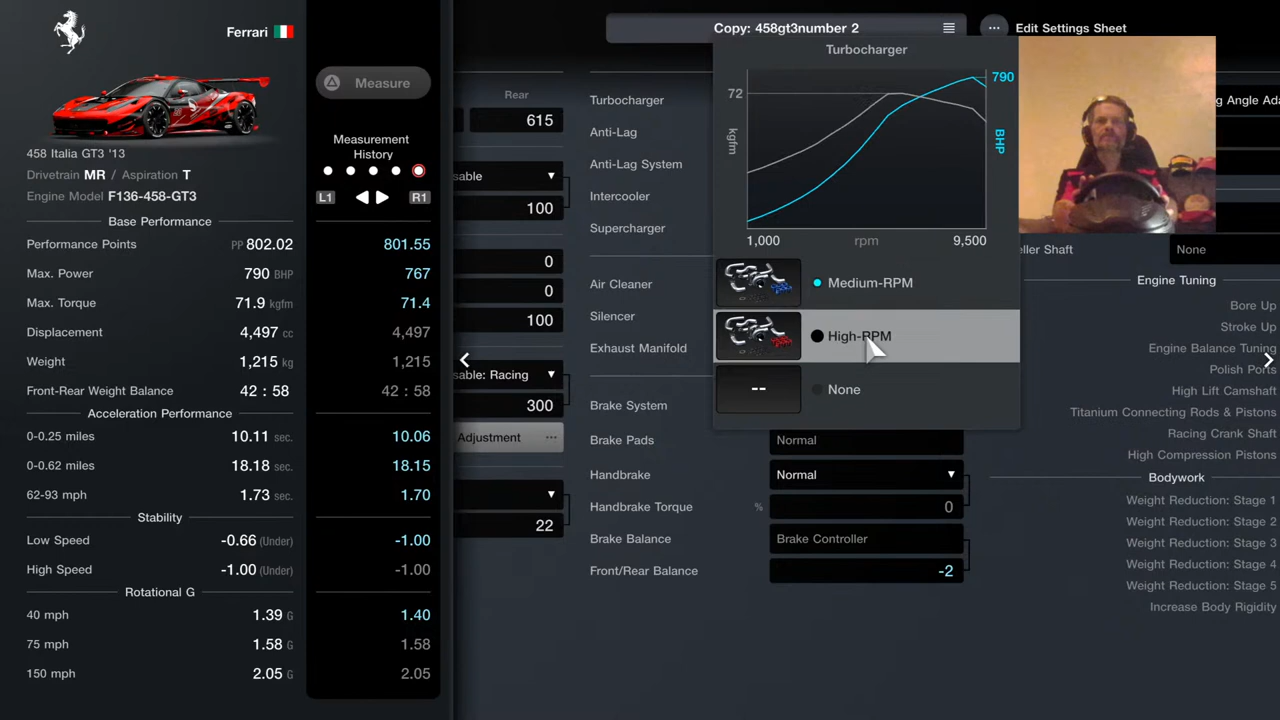 Ferrari
458 Italia GT3 '13
Drivetrain MR / Aspiration T
Engine Model F136-458-GT3
Base Performance
Performance Points PP 802.02 801.55
Max. Power 790 BHP 767
Max. Torque 71.9 kgfm 71.4
Displacement 4,497 cc 4,497
Weight 1,215 kg 1,215
Front-Rear Weight Balance 42 : 58 42 : 58
Acceleration Performance
0-0.25 miles 10.11 sec. 10.06
0-0.62 miles 18.18 sec. 18.15
62-93 mph 1.73 sec. 1.70
Stability
Low Speed -0.66 (Under) -1.00
High Speed -1.00 (Under) -1.00
Rotational G
40 mph 1.39 G 1.40
75 mph 1.58 G 1.58
150 mph 2.05 G 2.05
Measure
Measurement
History
L1 R1
Rear
615
sable
100
0
0
100
sable: Racing
300
Adjustment ...
22
Copy: 458gt3number 2
... Edit Settings Sheet
Turbocharger
Anti-Lag
Anti-Lag System
Intercooler
Supercharger
Air Cleaner
Silencer
Exhaust Manifold
Brake System
Brake Pads Normal
Handbrake Normal
Handbrake Torque % 0
Brake Balance Brake Controller
Front/Rear Balance -2
Turbocharger
790
72
kgfm
BHP
1,000 rpm 9,500
Medium-RPM
High-RPM
-- None
g Angle Ada
eller Shaft None
Engine Tuning
Bore Up
Stroke Up
Engine Balance Tuning
Polish Ports
High Lift Camshaft
Titanium Connecting Rods & Pistons
Racing Crank Shaft
High Compression Pistons
Bodywork
Weight Reduction: Stage 1
Weight Reduction: Stage 2
Weight Reduction: Stage 3
Weight Reduction: Stage 4
Weight Reduction: Stage 5
Increase Body Rigidity